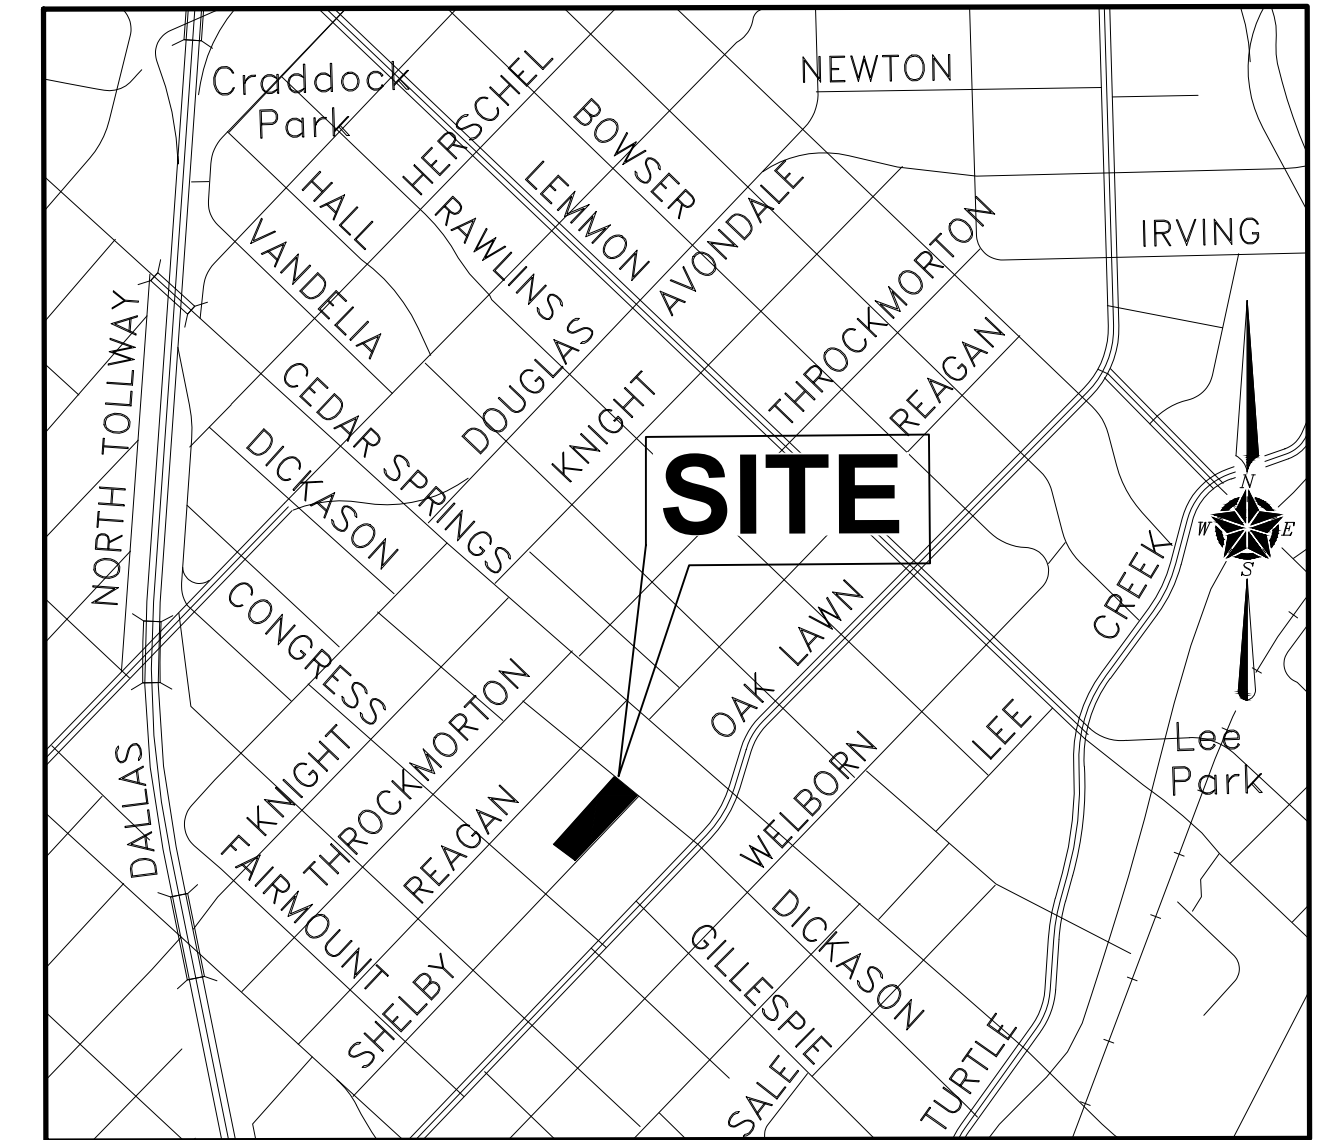 NEWTON
Craddock
Park
HERSCHEL
BOWSER
LEMMON
HALL
RAWLINS S
AVONDALE
THROCKMORTON
IRVING
VANDELIA
NORTH TOLLWAY
DOUGLAS
KNIGHT
REAGAN
CEDAR SPRINGS
DICKASON
SITE
N
W
E
S
CREEK
CONGRESS
OAK LAWN
LEE
Lee
Park
KNIGHT
THROCKMORTON
REAGAN
WELBORN
DALLAS
FAIRMOUNT
SHELBY
DICKASON
GILLESPIE
SALE
TURTLE